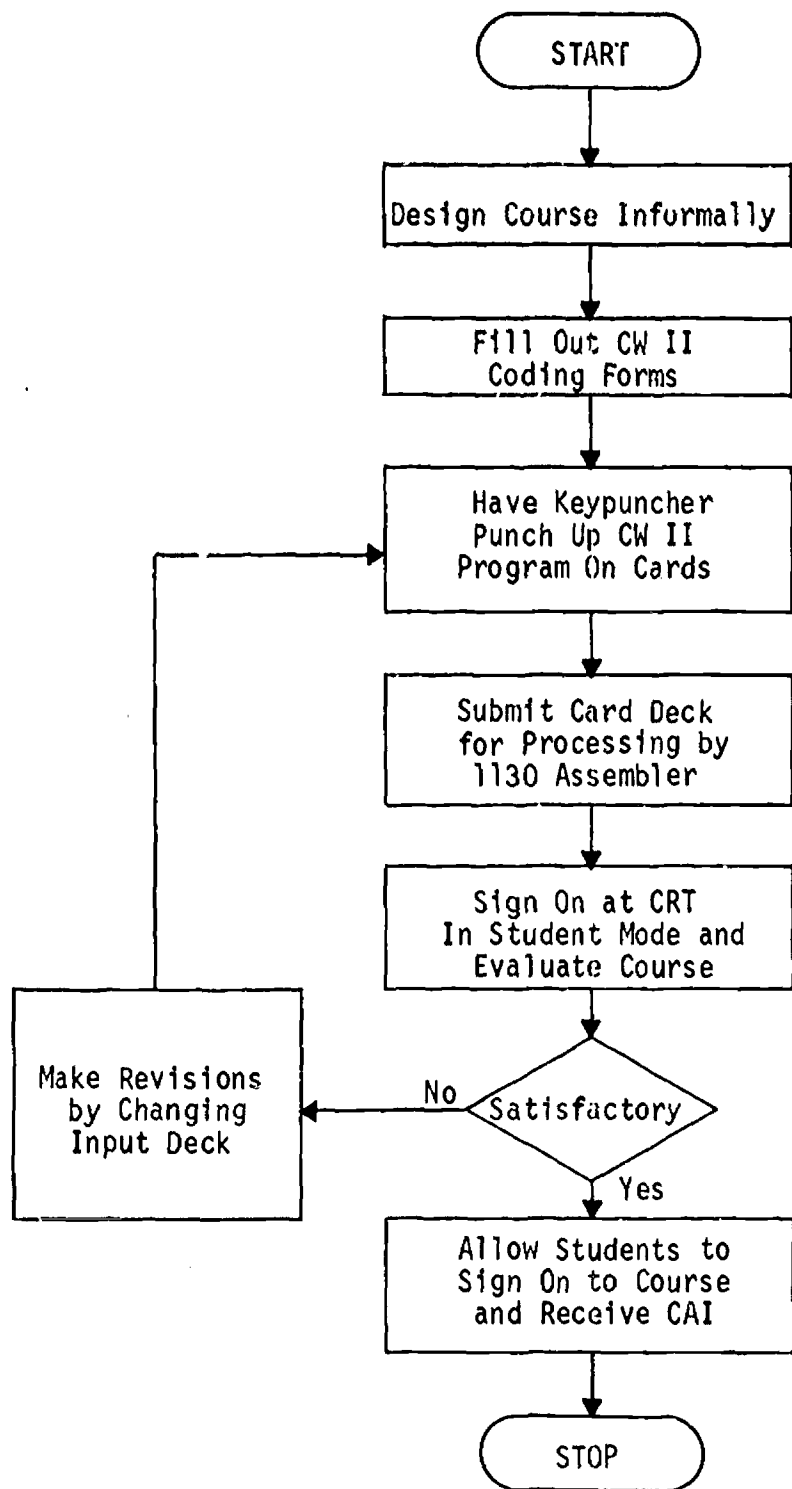 START
Design Course Informally
Fill Out CW II
Coding Forms
Have Keypuncher
Punch Up CW II
Program On Cards
Submit Card Deck
for Processing by
1130 Assembler
Sign On at CRT
In Student Mode and
Evaluate Course
Satisfactory
No
Make Revisions
by Changing
Input Deck
Yes
Allow Students to
Sign On to Course
and Receive CAI
STOP